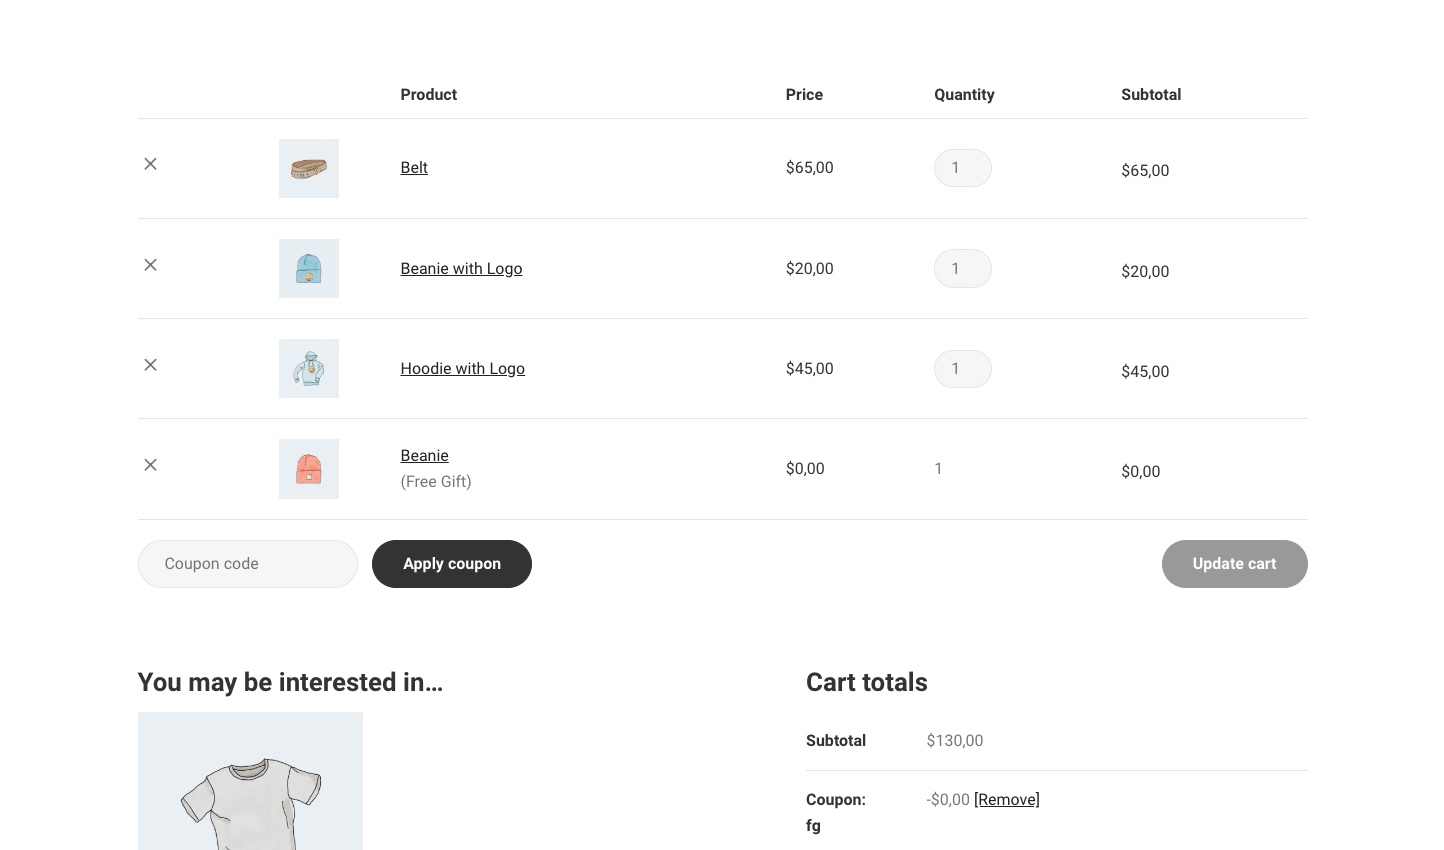 Product Price Quantity Subtotal
Belt $65,00 1 $65,00
Beanie with Logo $20,00 1 $20,00
Hoodie with Logo $45,00 1 $45,00
Beanie
(Free Gift) $0,00 1 $0,00
Coupon code Apply coupon Update cart
You may be interested in…
Cart totals
Subtotal $130,00
Coupon: -$0,00 [Remove]
fg